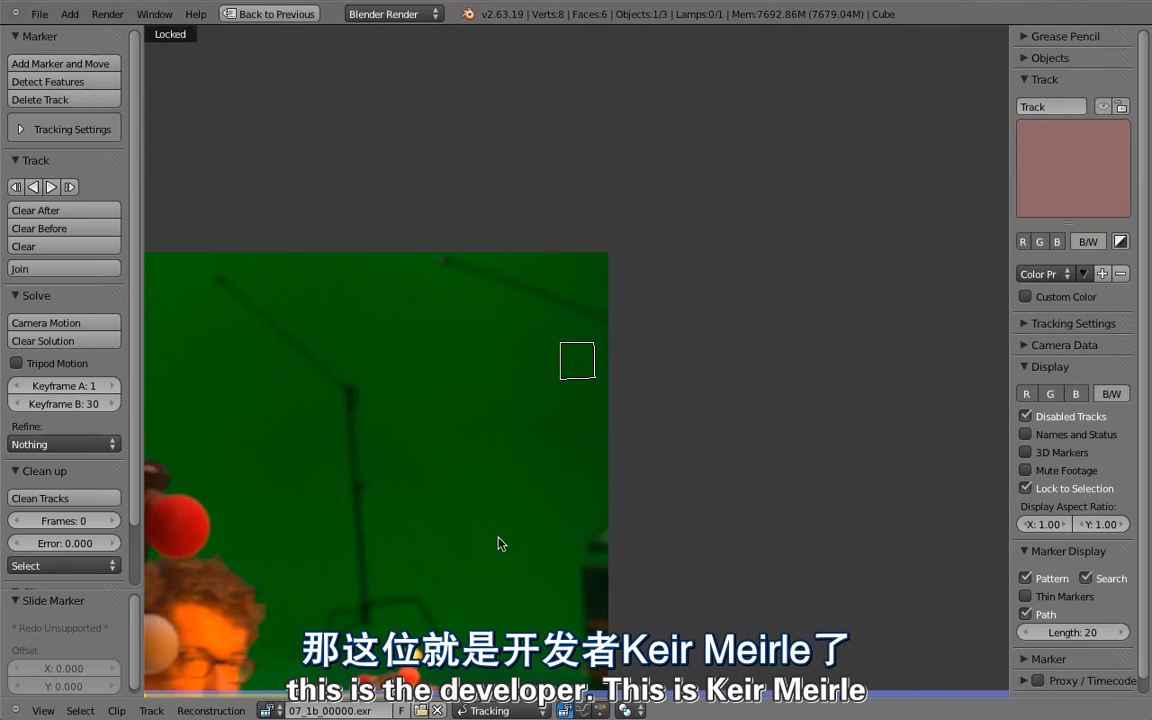 File Add Render Window Help Back to Previous Blender Render v2.63.19 | Verts:8 | Faces:6 | Objects:1/3 | Lamps:0/1 | Mem:7692.86M (7679.04M) | Cube
Locked
Marker
Add Marker and Move
Detect Features
Delete Track
Tracking Settings
Track
Clear After
Clear Before
Clear
Join
Solve
Camera Motion
Clear Solution
Tripod Motion
Keyframe A: 1
Keyframe B: 30
Refine:
Nothing
Clean up
Clean Tracks
Frames: 0
Error: 0.000
Select
Slide Marker
* Redo Unsupported *
Offset
X: 0.000
Y: 0.000
Grease Pencil
Objects
Track
Track
R G B B/W
Color Pr
Custom Color
Tracking Settings
Camera Data
Display
R G B B/W
Disabled Tracks
Names and Status
3D Markers
Mute Footage
Lock to Selection
Display Aspect Ratio:
X: 1.00 Y: 1.00
Marker Display
Pattern Search
Thin Markers
Path
Length: 20
Marker
Proxy / Timecode
那这位就是开发者Keir Meirle了
this is the developer. This is Keir Meirle
View Select Clip Track Reconstruction 07_1b_00000.exr F Tracking